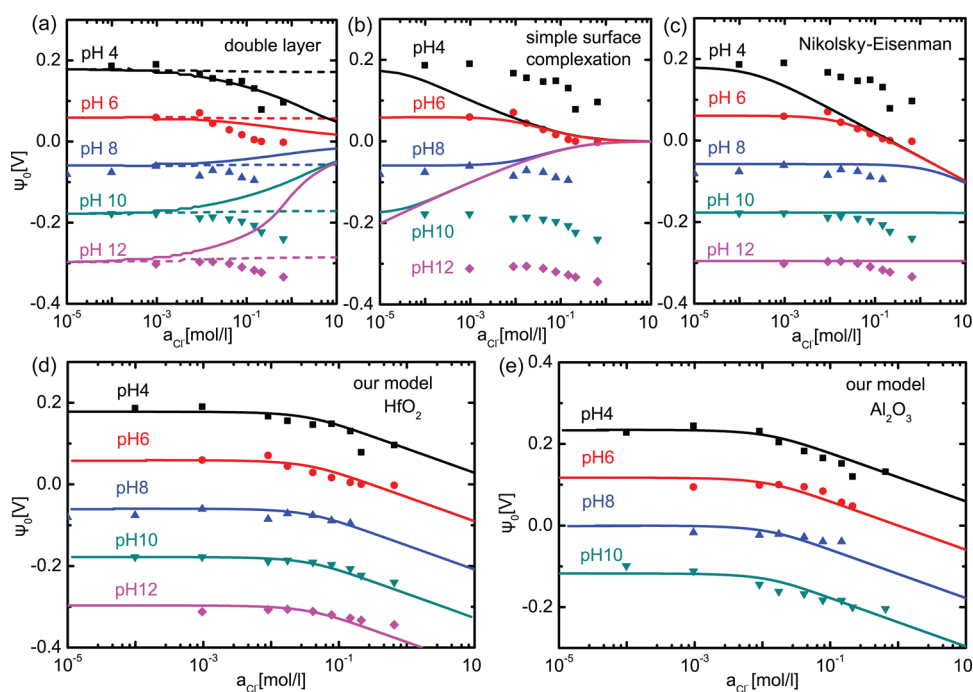 (a)
double layer
pH 4
pH 6
pH 8
pH 10
pH 12
0.2
0.0
-0.2
-0.4
Ψ0[V]
10-5
10-3
10-1
10
aCl-[mol/l]
(b)
simple surface
complexation
pH4
pH6
pH8
pH10
pH12
0.2
0.0
-0.2
-0.4
10-5
10-3
10-1
10
aCl-[mol/l]
(c)
Nikolsky-Eisenman
pH 4
pH 6
pH 8
pH 10
pH 12
0.2
0.0
-0.2
-0.4
10-5
10-3
10-1
10
aCl-[mol/l]
(d)
our model
HfO2
pH4
pH6
pH8
pH10
pH12
0.2
0.0
-0.2
-0.4
Ψ0[V]
10-5
10-3
10-1
10
aCl-[mol/l]
(e)
our model
Al2O3
pH4
pH6
pH8
pH10
0.4
0.2
0.0
-0.2
Ψ0[V]
10-5
10-3
10-1
10
aCl-[mol/l]